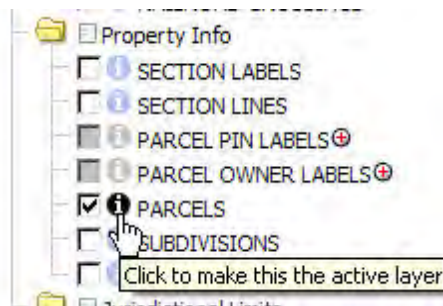 Property Info
SECTION LABELS
SECTION LINES
PARCEL PIN LABELS
PARCEL OWNER LABELS
PARCELS
SUBDIVISIONS
Click to make this the active layer